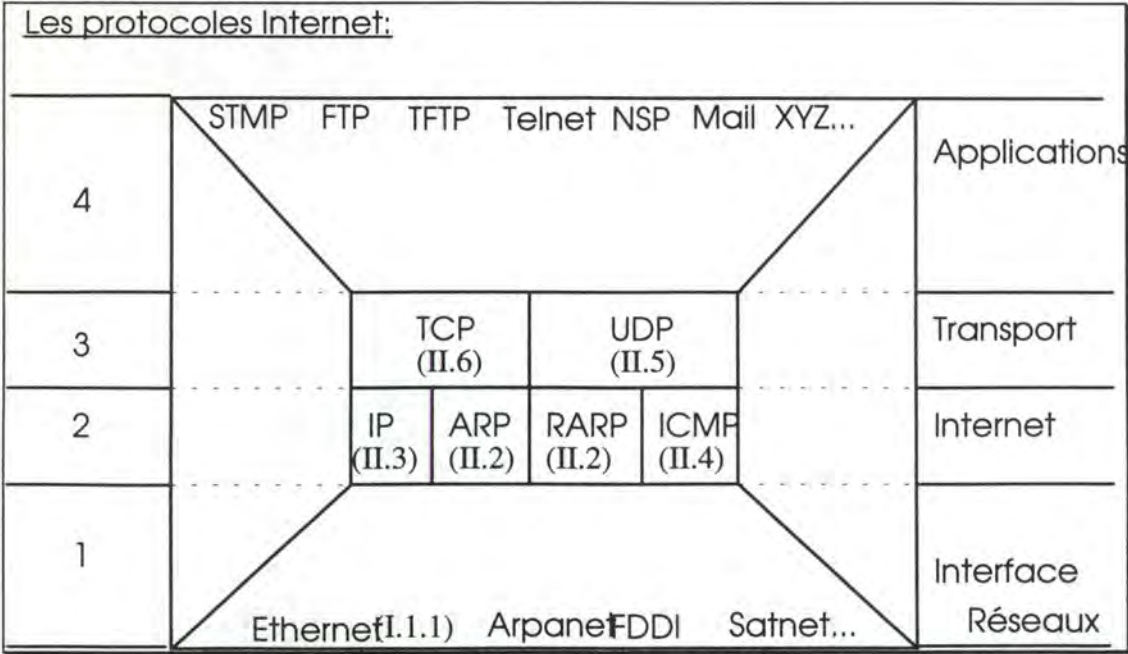 Les protocoles Internet:
STMP FTP TFTP Telnet NSP Mail XYZ...
Applications
4
3
TCP
(II.6)
UDP
(II.5)
Transport
2
IP
(II.3)
ARP
(II.2)
RARP
(II.2)
ICMP
(II.4)
Internet
1
Interface
Réseaux
Ethernet(I.1.1) Arpanet FDDI Satnet...